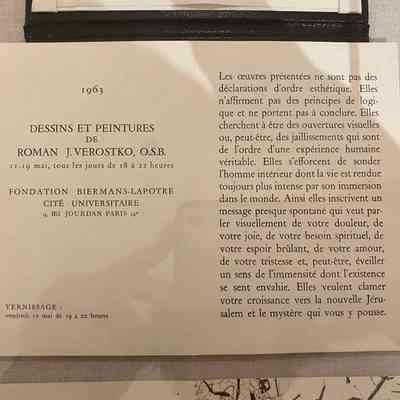 1963
DESSINS ET PEINTURES
DE
ROMAN J. VEROSTKO, O.S.B.
11-19 mai, tous les jours de 18 à 22 heures
FONDATION BIERMANS-LAPOTRE
CITÉ UNIVERSITAIRE
9, BD JOURDAN PARIS 14e
VERNISSAGE :
vendredi 10 mai de 19 à 22 heures
Les œuvres présentées ne sont pas des
déclarations d'ordre esthétique. Elles
n'affirment pas des principes de logi-
que et ne portent pas à conclure. Elles
cherchent à être des ouvertures visuelles
ou, peut-être, des jaillissements qui sont
de l'ordre d'une expérience humaine
véritable. Elles s'efforcent de sonder
l'homme intérieur dont la vie est rendue
toujours plus intense par son immersion
dans le monde. Ainsi elles inscrivent un
message presque spontané qui veut par-
ler visuellement de votre douleur, de
votre joie, de votre besoin spirituel, de
votre espoir brûlant, de votre amour,
de votre tristesse et, peut-être, éveiller
un sens de l'immensité dont l'existence
se sent envahie. Elles veulent clamer
votre croissance vers la nouvelle Jéru-
salem et le mystère qui vous y pousse.